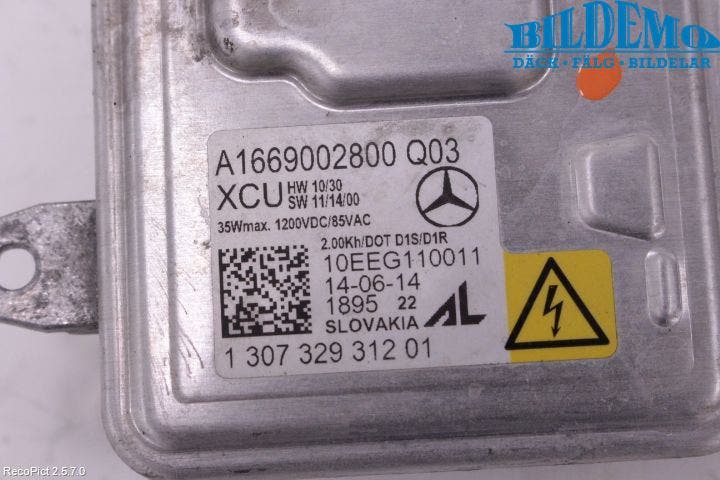 BILDEMO
DÄCK • FÄLG • BILDELAR
A1669002800 Q03
XCU HW 10/30
SW 11/14/00
35Wmax. 1200VDC/85VAC
2.00Kh/DOT D1S/D1R
10EEG110011
14-06-14
1895 22
SLOVAKIA AL
1 307 329 312 01
RecoPict 2.5.7.0